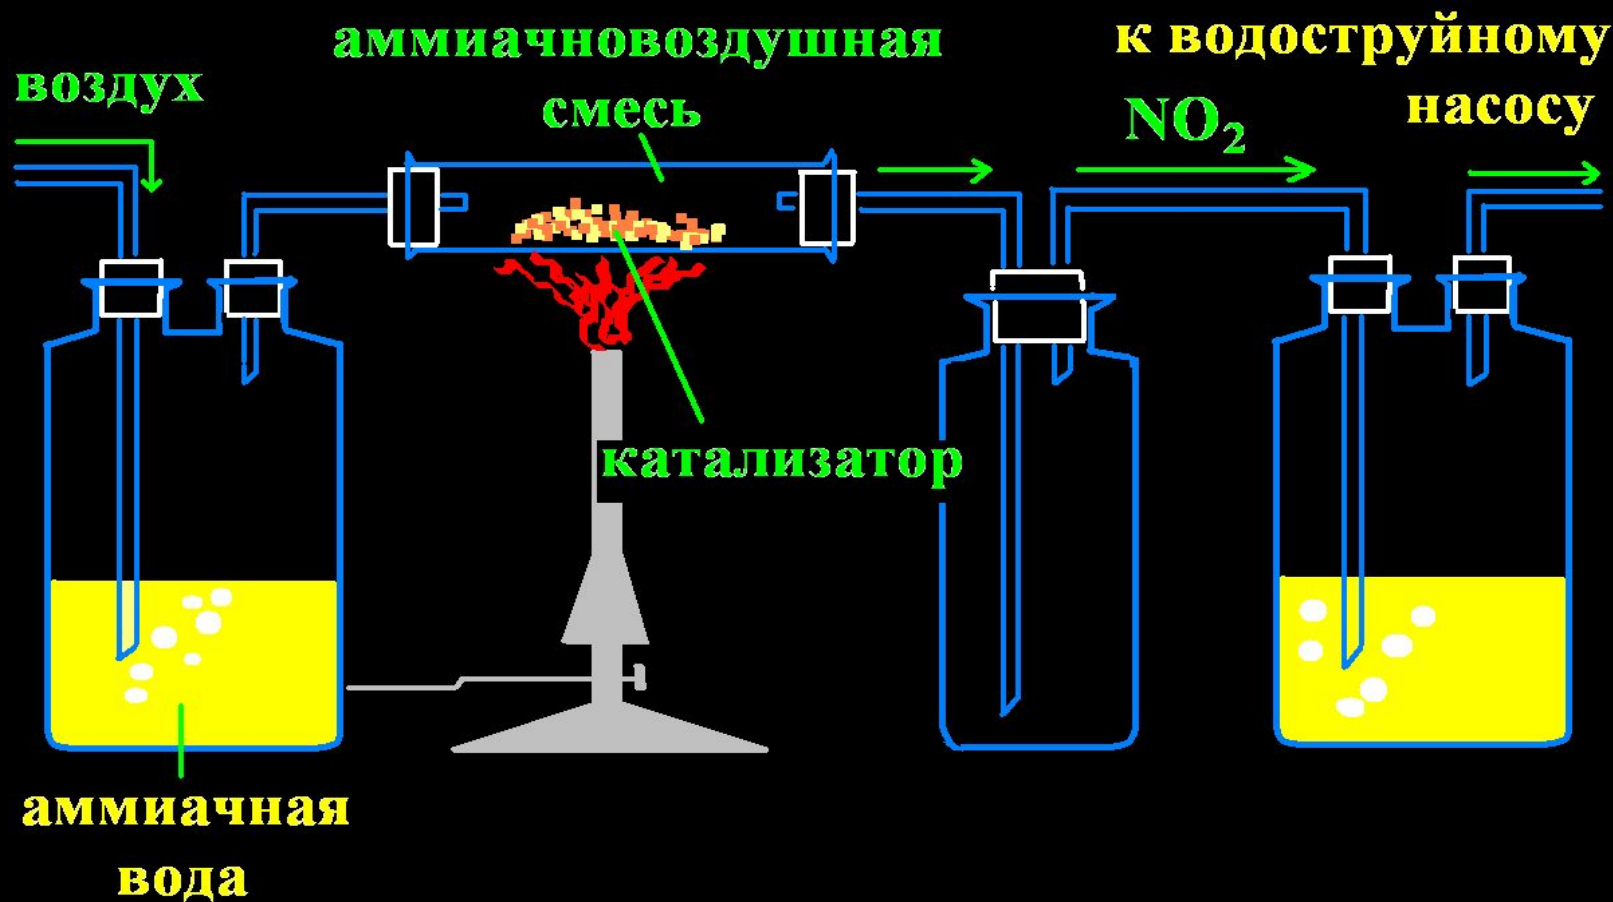 воздух
аммиачновоздушная
смесь
NO₂
к водоструйному
насосу
катализатор
аммиачная
вода